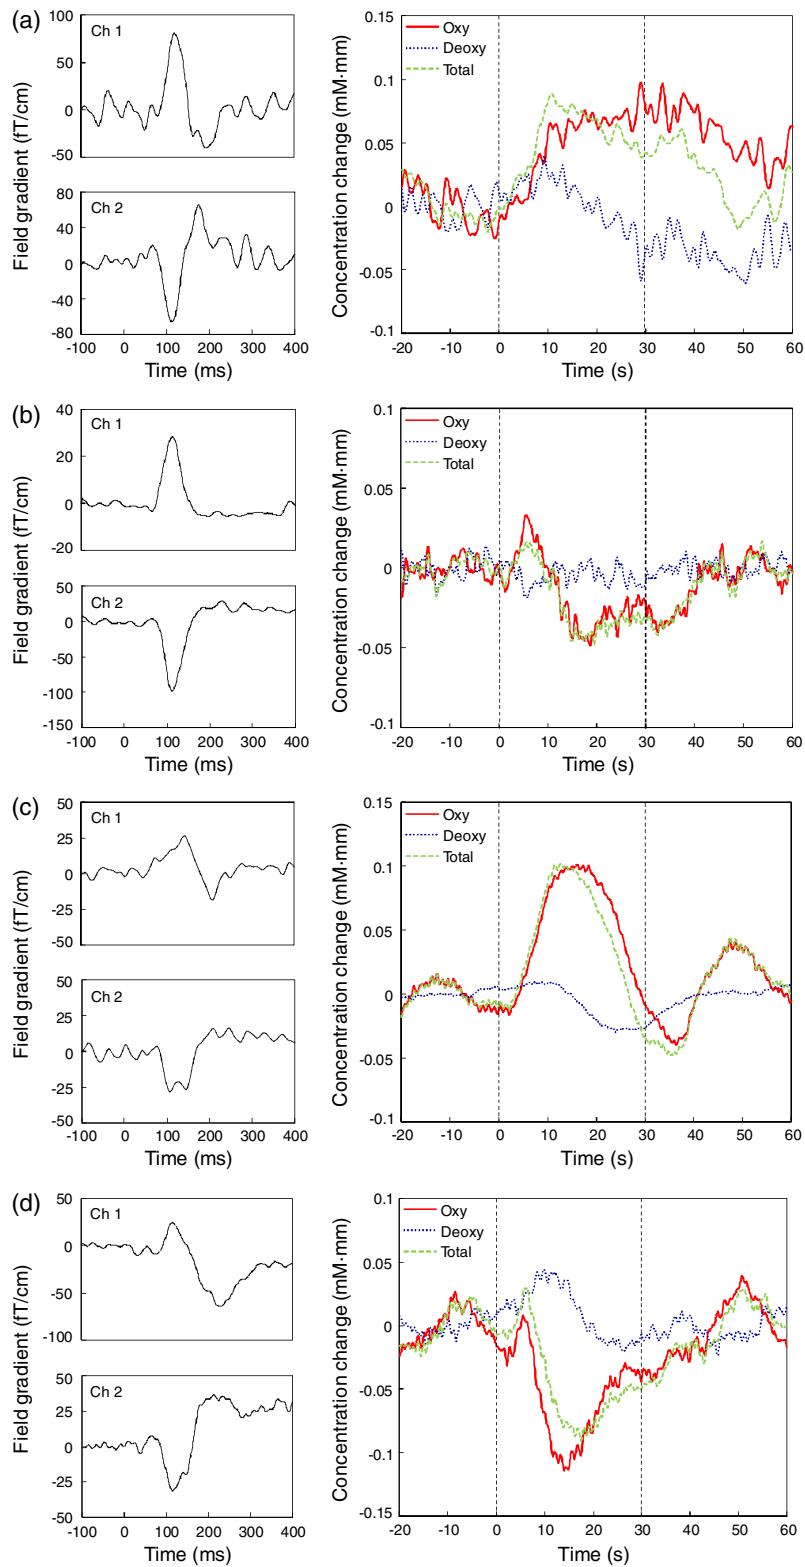 (a)
Ch 1
100
50
0
-50
Ch 2
80
40
0
-40
-80
-100 0 100 200 300 400
Time (ms)
Field gradient (fT/cm)
Oxy
Deoxy
Total
0.15
0.1
0.05
0
-0.05
-0.1
-20 -10 0 10 20 30 40 50 60
Time (s)
Concentration change (mM·mm)
(b)
Ch 1
40
20
0
-20
Ch 2
50
0
-50
-100
-150
-100 0 100 200 300 400
Time (ms)
Field gradient (fT/cm)
Oxy
Deoxy
Total
0.1
0.05
0
-0.05
-0.1
-20 -10 0 10 20 30 40 50 60
Time (s)
Concentration change (mM·mm)
(c)
Ch 1
50
25
0
-25
-50
Ch 2
50
25
0
-25
-50
-100 0 100 200 300 400
Time (ms)
Field gradient (fT/cm)
Oxy
Deoxy
Total
0.15
0.1
0.05
0
-0.05
-0.1
-20 -10 0 10 20 30 40 50 60
Time (s)
Concentration change (mM·mm)
(d)
Ch 1
50
0
-50
-100
Ch 2
50
25
0
-25
-50
-100 0 100 200 300 400
Time (ms)
Field gradient (fT/cm)
Oxy
Deoxy
Total
0.1
0.05
0
-0.05
-0.1
-0.15
-20 -10 0 10 20 30 40 50 60
Time (s)
Concentration change (mM·mm)